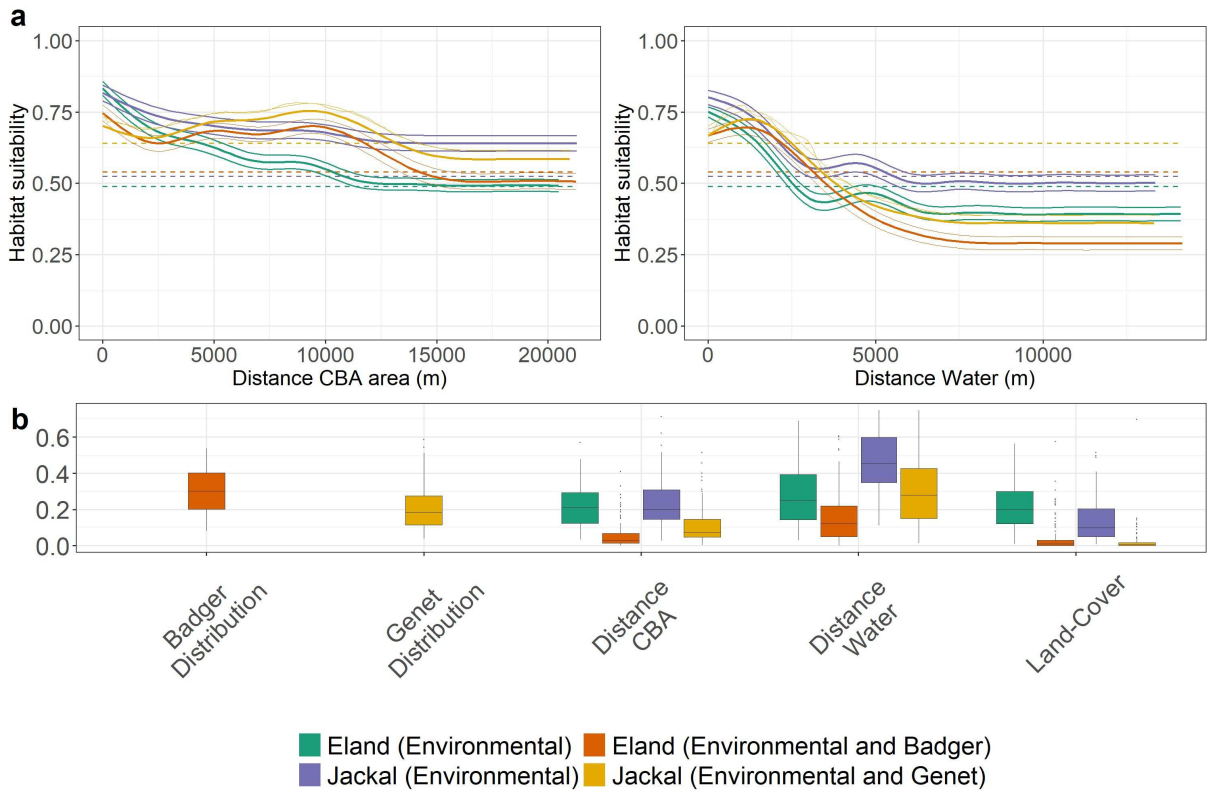 a
1.00
0.75
0.50
0.25
0.00
Habitat suitability
0 5000 10000 15000 20000
Distance CBA area (m)
1.00
0.75
0.50
0.25
0.00
Habitat suitability
0 5000 10000
Distance Water (m)
b
0.6
0.4
0.2
0.0
Badger
Distribution
Genet
Distribution
Distance
CBA
Distance
Water
Land-Cover
Eland (Environmental) Eland (Environmental and Badger)
Jackal (Environmental) Jackal (Environmental and Genet)